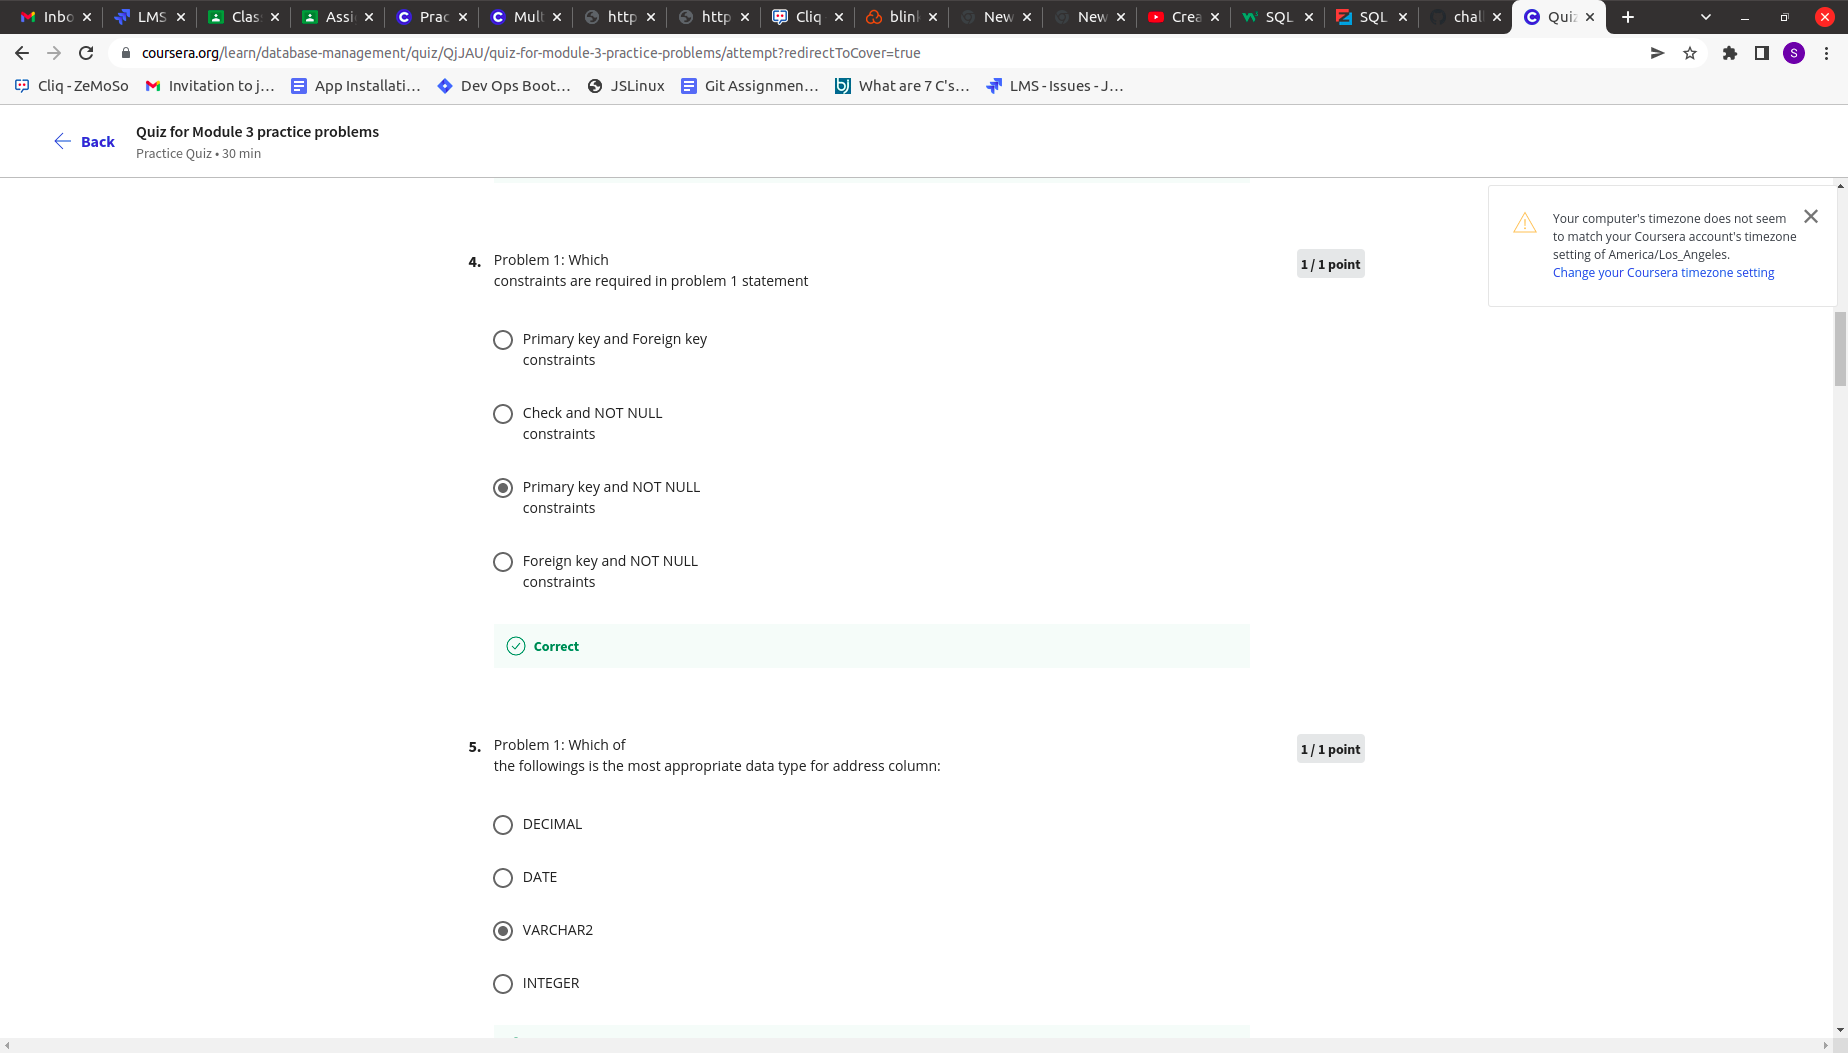 Inbo
LMS
Clas
Assi
Prac
Mult
http
http
Cliq
blin
New
New
Crea
SQL
SQL
chal
Quiz
coursera.org/learn/database-management/quiz/QjJAU/quiz-for-module-3-practice-problems/attempt?redirectToCover=true
S
Cliq - ZeMoSo
Invitation to j...
App Installati...
Dev Ops Boot...
JSLinux
Git Assignmen...
What are 7 C's...
LMS - Issues - J...
Back
Quiz for Module 3 practice problems
Practice Quiz • 30 min
Your computer's timezone does not seem
to match your Coursera account's timezone
setting of America/Los_Angeles.
Change your Coursera timezone setting
4.
Problem 1: Which
constraints are required in problem 1 statement
1 / 1 point
Primary key and Foreign key
constraints
Check and NOT NULL
constraints
Primary key and NOT NULL
constraints
Foreign key and NOT NULL
constraints
Correct
5.
Problem 1: Which of
the followings is the most appropriate data type for address column:
1 / 1 point
DECIMAL
DATE
VARCHAR2
INTEGER